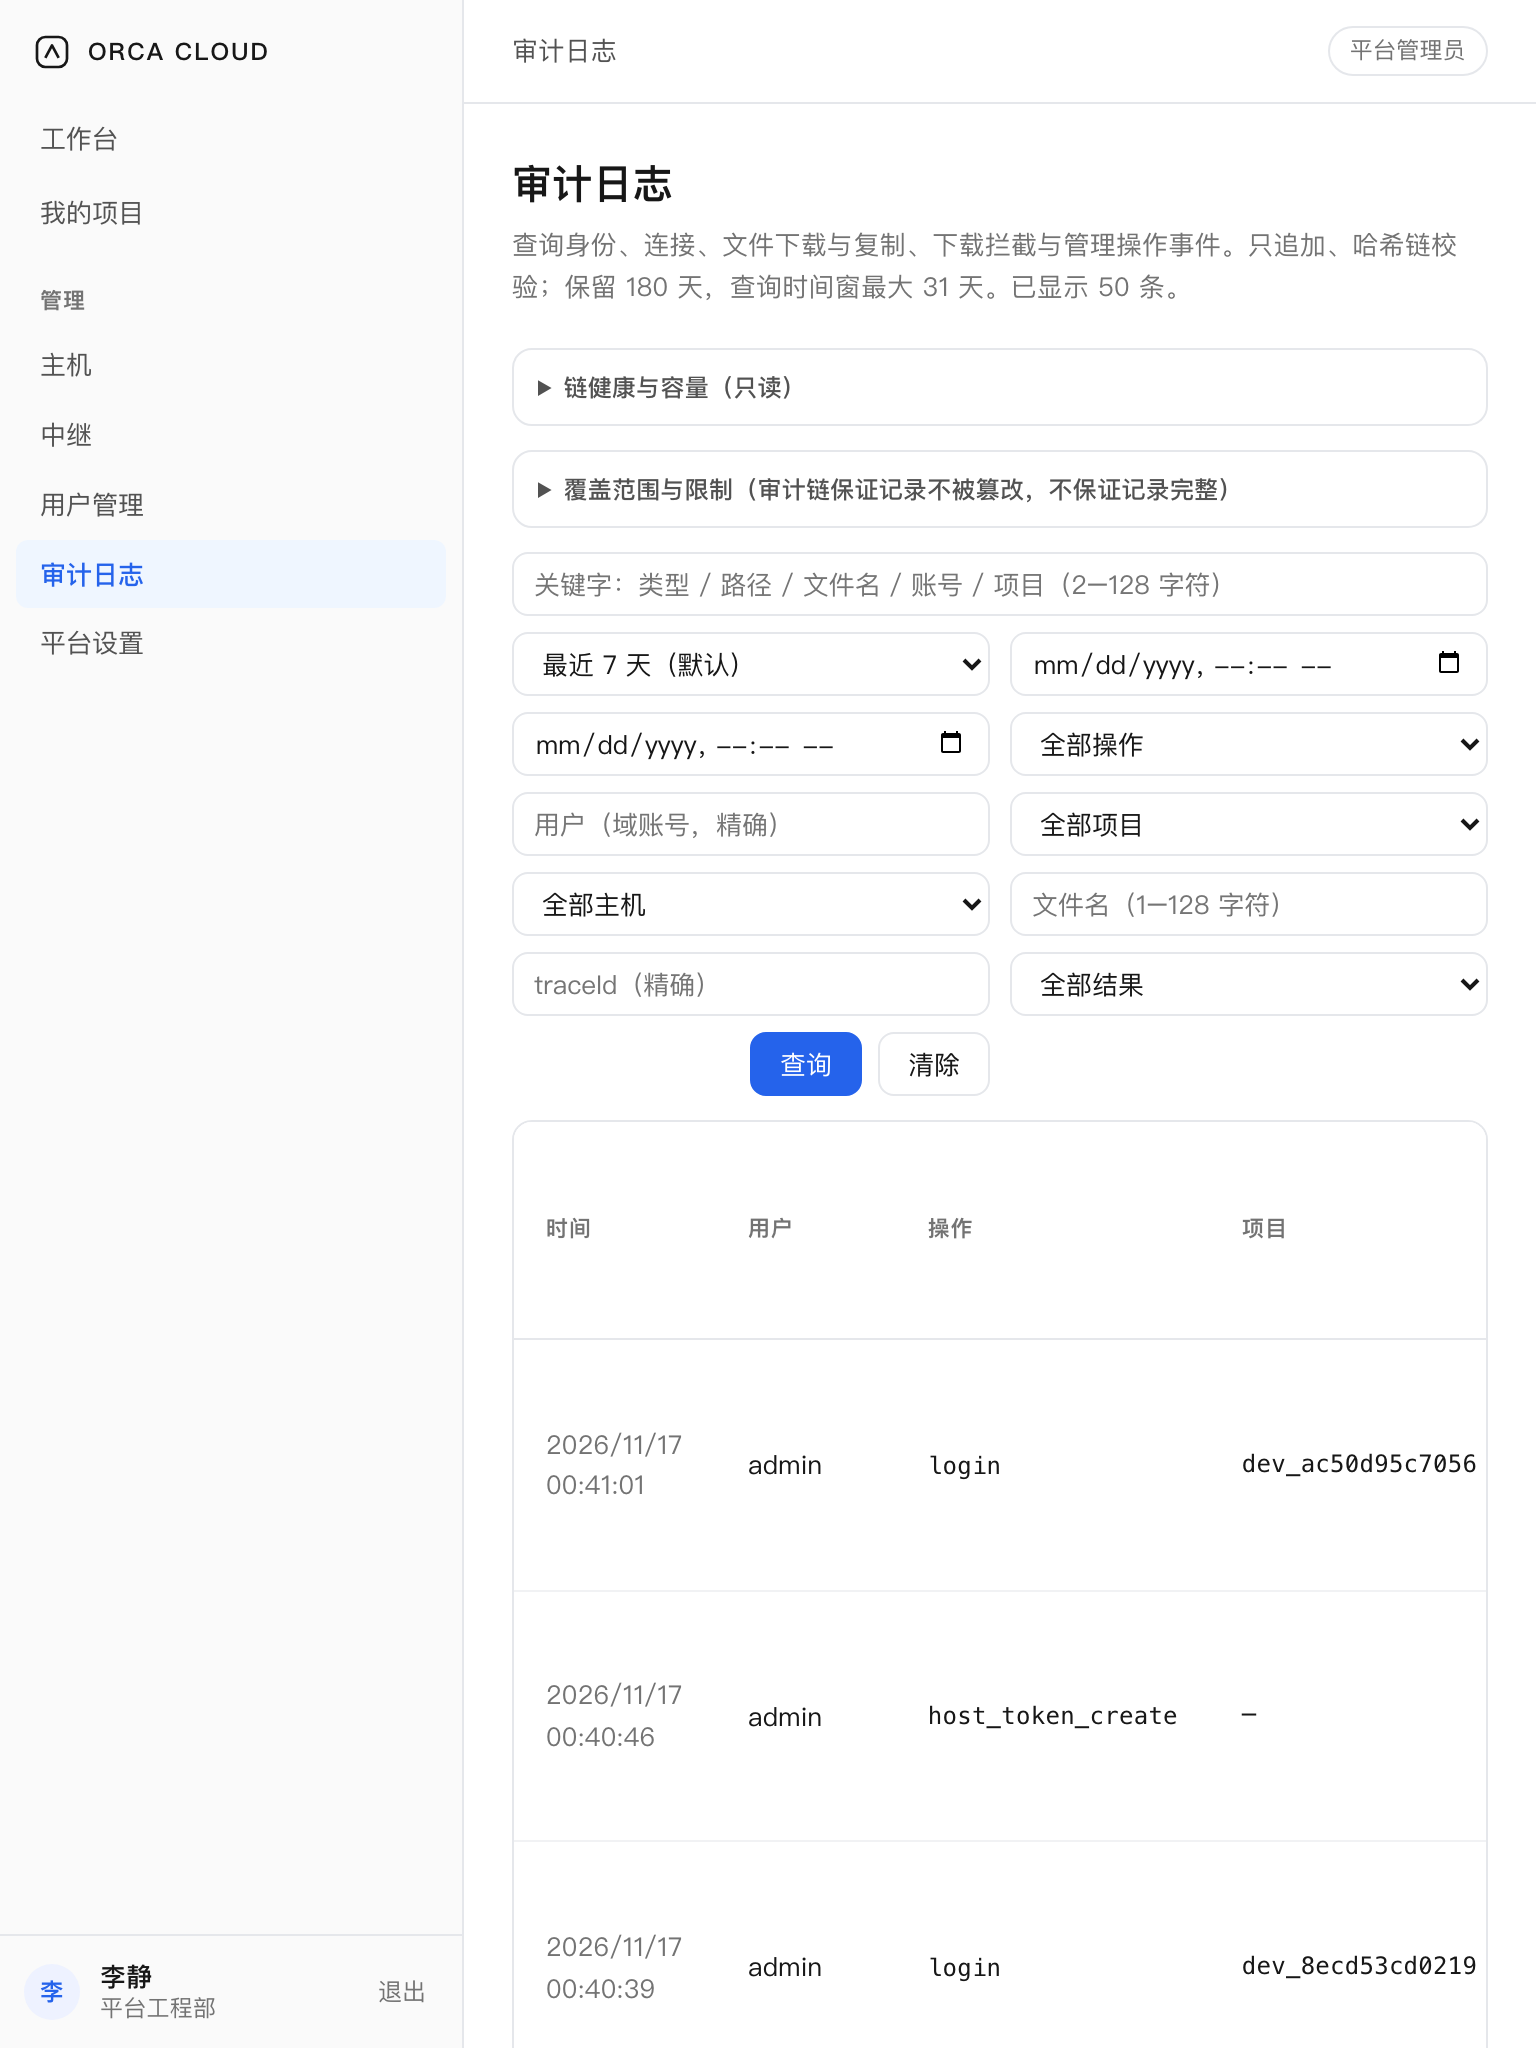 ORCA CLOUD
工作台
我的项目
管理
主机
中继
用户管理
审计日志
平台设置
李
李静
平台工程部
退出
审计日志
平台管理员
审计日志
查询身份、连接、文件下载与复制、下载拦截与管理操作事件。只追加、哈希链校
验；保留 180 天，查询时间窗最大 31 天。已显示 50 条。
▶ 链健康与容量（只读）
▶ 覆盖范围与限制（审计链保证记录不被篡改，不保证记录完整）
关键字：类型 / 路径 / 文件名 / 账号 / 项目（2–128 字符）
最近 7 天（默认）
mm/dd/yyyy, --:-- --
mm/dd/yyyy, --:-- --
全部操作
用户（域账号，精确）
全部项目
全部主机
文件名（1–128 字符）
traceId（精确）
全部结果
查询
清除
时间 用户 操作 项目
2026/11/17
00:41:01
admin login dev_ac50d95c7056
2026/11/17
00:40:46
admin host_token_create —
2026/11/17
00:40:39
admin login dev_8ecd53cd0219